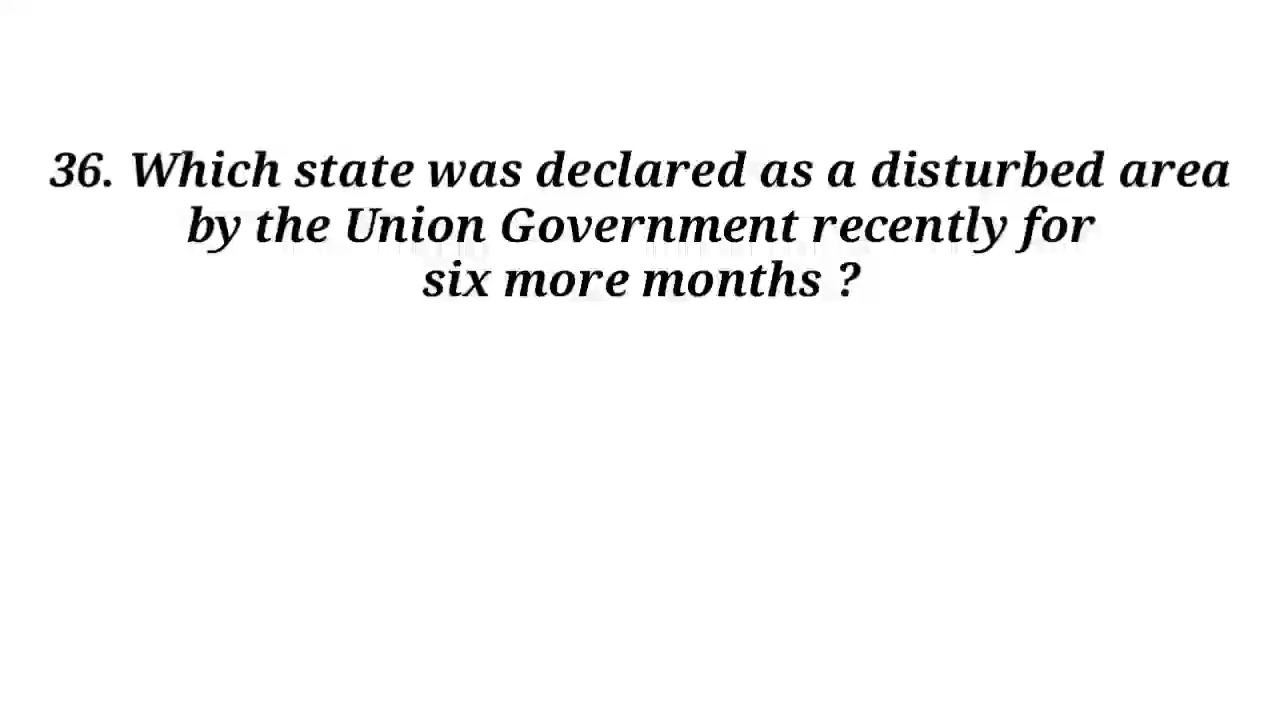 36. Which state was declared as a disturbed area
by the Union Government recently for
six more months ?